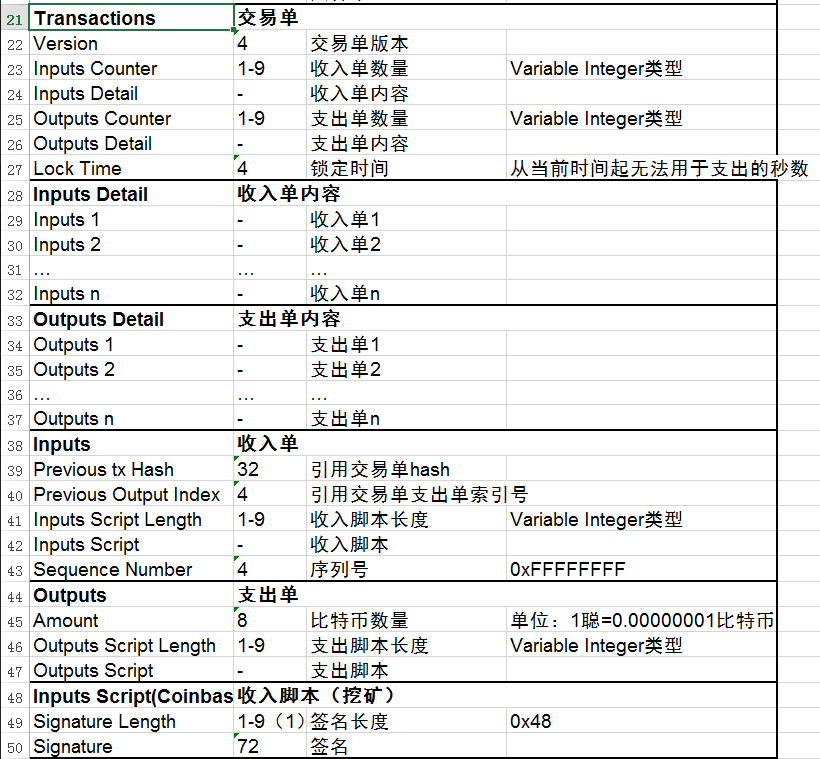 21 Transactions 交易单
22 Version 4 交易单版本
23 Inputs Counter 1-9 收入单数量 Variable Integer类型
24 Inputs Detail - 收入单内容
25 Outputs Counter 1-9 支出单数量 Variable Integer类型
26 Outputs Detail - 支出单内容
27 Lock Time 4 锁定时间 从当前时间起无法用于支出的秒数
28 Inputs Detail 收入单内容
29 Inputs 1 - 收入单1
30 Inputs 2 - 收入单2
31 … … …
32 Inputs n - 收入单n
33 Outputs Detail 支出单内容
34 Outputs 1 - 支出单1
35 Outputs 2 - 支出单2
36 … … …
37 Outputs n - 支出单n
38 Inputs 收入单
39 Previous tx Hash 32 引用交易单hash
40 Previous Output Index 4 引用交易单支出单索引号
41 Inputs Script Length 1-9 收入脚本长度 Variable Integer类型
42 Inputs Script - 收入脚本
43 Sequence Number 4 序列号 0xFFFFFFFF
44 Outputs 支出单
45 Amount 8 比特币数量 单位：1聪=0.00000001比特币
46 Outputs Script Length 1-9 支出脚本长度 Variable Integer类型
47 Outputs Script - 支出脚本
48 Inputs Script(Coinbas 收入脚本（挖矿）
49 Signature Length 1-9（1） 签名长度 0x48
50 Signature 72 签名